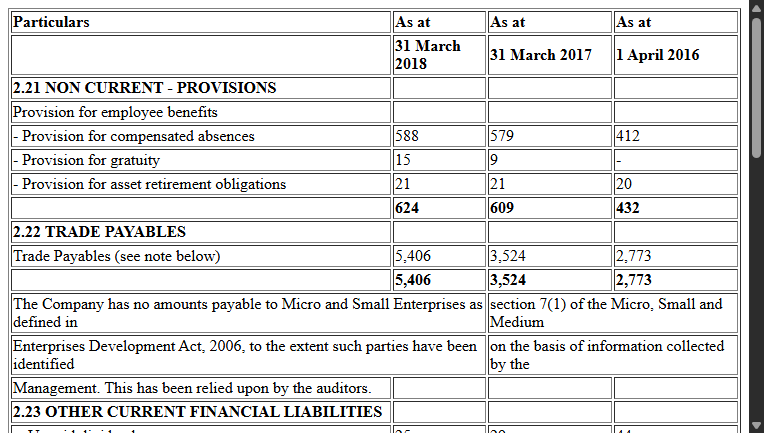 Particulars As at As at As at
31 March 2018 31 March 2017 1 April 2016
2.21 NON CURRENT - PROVISIONS
Provision for employee benefits
- Provision for compensated absences 588 579 412
- Provision for gratuity 15 9 -
- Provision for asset retirement obligations 21 21 20
624 609 432
2.22 TRADE PAYABLES
Trade Payables (see note below) 5,406 3,524 2,773
5,406 3,524 2,773
The Company has no amounts payable to Micro and Small Enterprises as defined in section 7(1) of the Micro, Small and Medium
Enterprises Development Act, 2006, to the extent such parties have been identified on the basis of information collected by the
Management. This has been relied upon by the auditors.
2.23 OTHER CURRENT FINANCIAL LIABILITIES